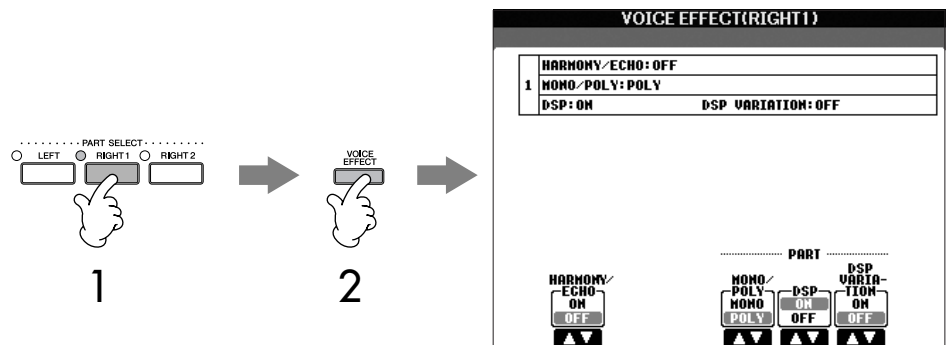 PART SELECT
LEFT
RIGHT 1
RIGHT 2
1
VOICE
EFFECT
2
VOICE EFFECT(RIGHT1)
HARMONY/ECHO:OFF
1
MONO/POLY:POLY
DSP:ON
DSP VARIATION:OFF
PART
HARMONY/
ECHO
ON
OFF
MONO/
POLY
MONO
POLY
DSP
ON
OFF
DSP
VARIA-
TION
ON
OFF